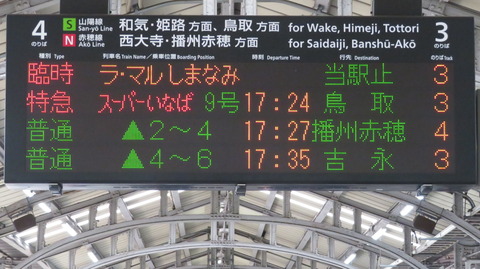 4 のりば S 山陽線 San-yō Line N 赤穂線 Akō Line
和気・姫路 方面、鳥取 方面 for Wake, Himeji, Tottori
西大寺・播州赤穂 方面 for Saidaiji, Banshū-Akō
3 のりば
種別 Type 列車名 Train Name／乗車位置 Boarding Position 時刻 Departure Time 行先 Destination のりば Track
臨時 ラ・マルしまなみ 当駅止 3
特急 スーパーいなば 9号 17:24 鳥取 3
普通 ▲2～4 17:27 播州赤穂 4
普通 ▲4～6 17:35 吉永 3